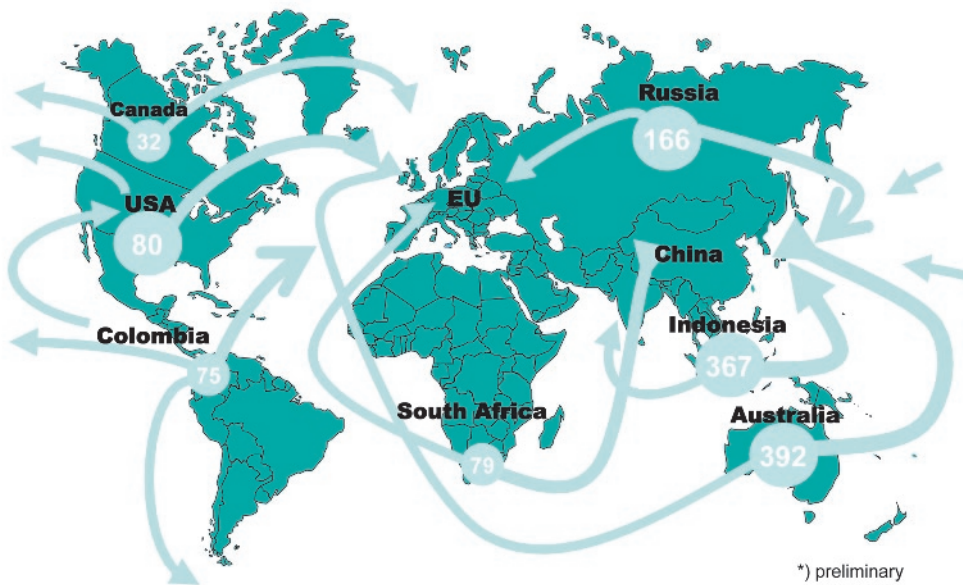 Canada
32
Russia
166
USA
80
EU
China
Colombia
75
Indonesia
367
South Africa
79
Australia
392
*) preliminary